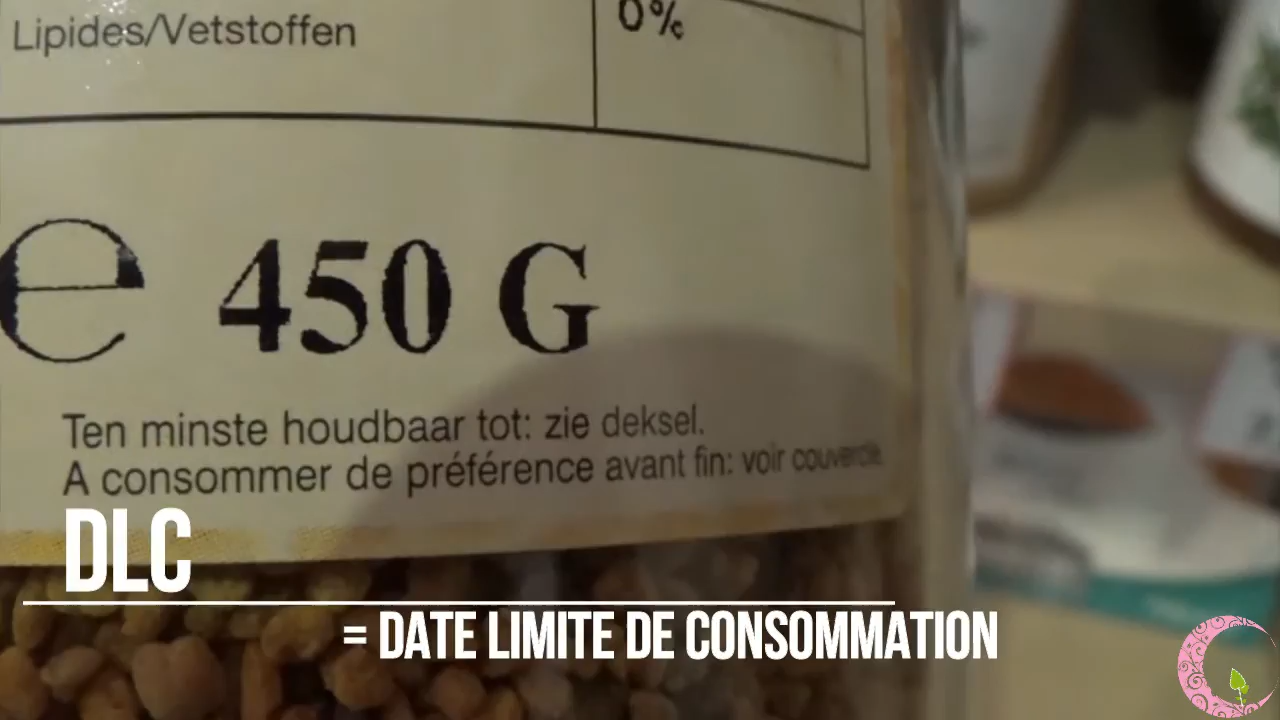 Lipides/Vetstoffen
0%
e 450 G
Ten minste houdbaar tot: zie deksel.
A consommer de préférence avant fin: voir couvercle.
DLC
= DATE LIMITE DE CONSOMMATION